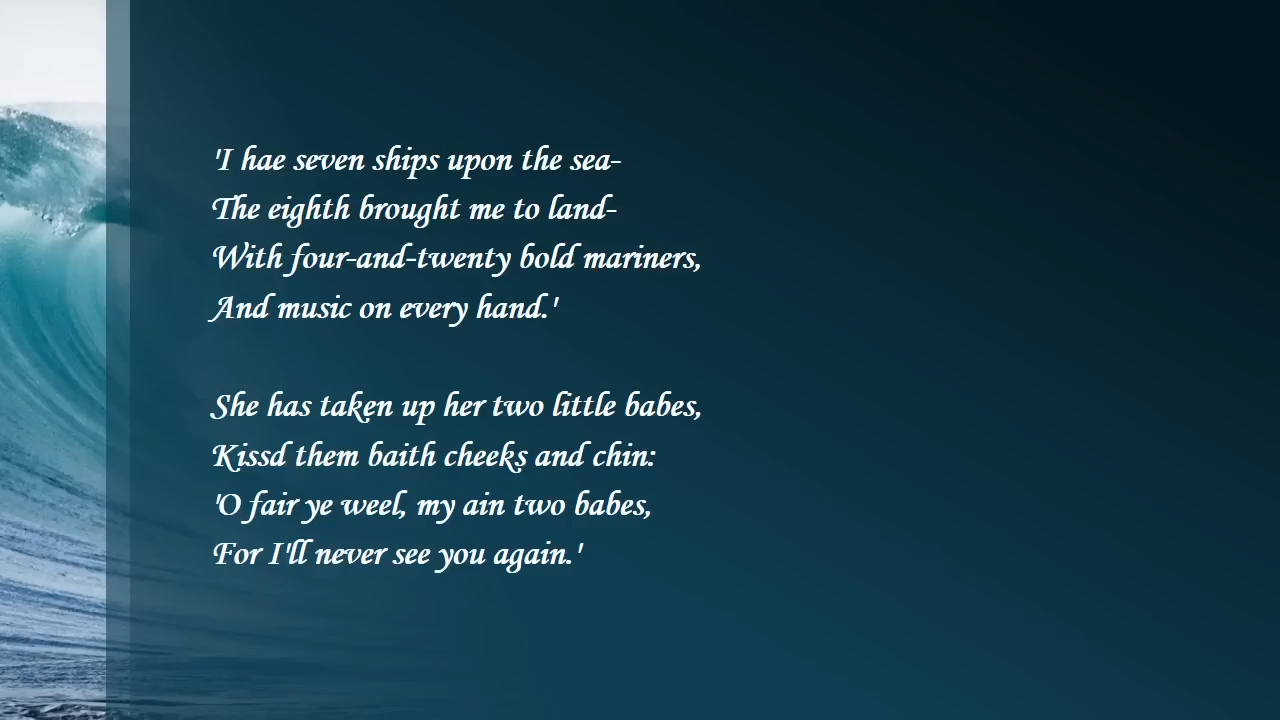 'I hae seven ships upon the sea-
The eighth brought me to land-
With four-and-twenty bold mariners,
And music on every hand.'
She has taken up her two little babes,
Kissd them baith cheeks and chin:
'O fair ye weel, my ain two babes,
For I'll never see you again.'